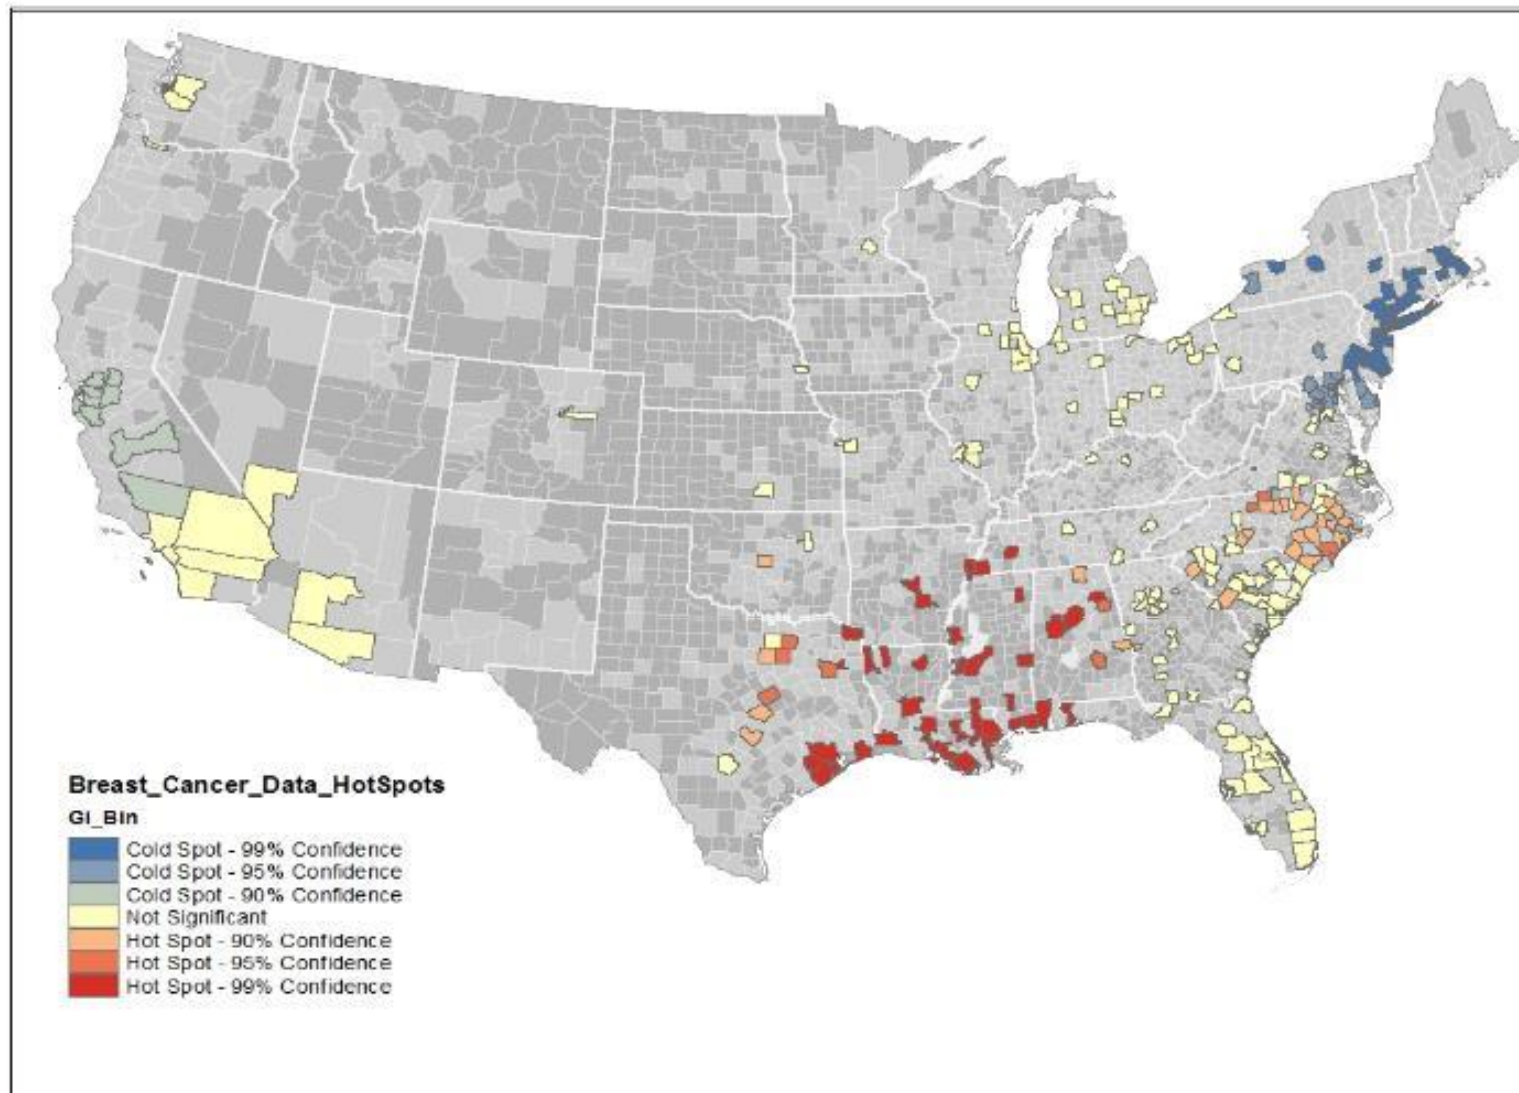 Breast_Cancer_Data_HotSpots
Gi_Bin
Cold Spot - 99% Confidence
Cold Spot - 95% Confidence
Cold Spot - 90% Confidence
Not Significant
Hot Spot - 90% Confidence
Hot Spot - 95% Confidence
Hot Spot - 99% Confidence